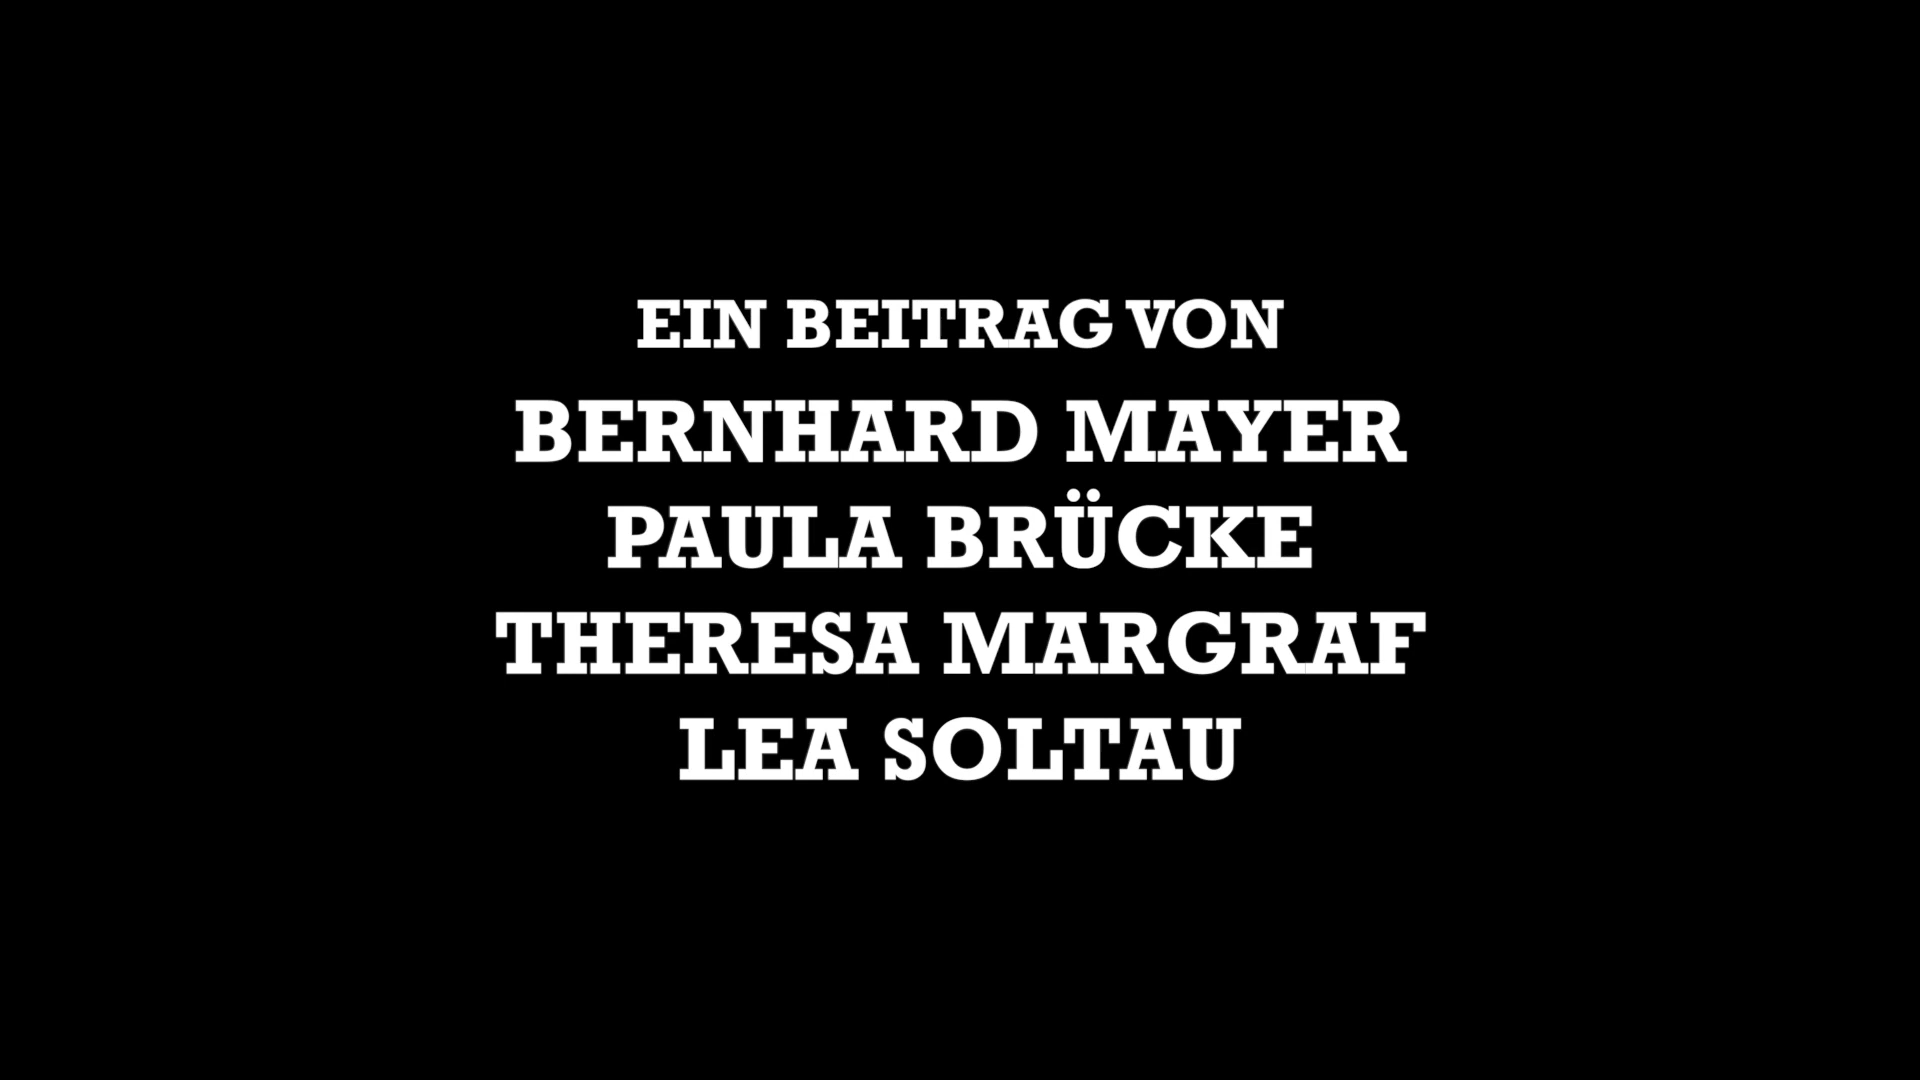 EIN BEITRAG VON
BERNHARD MAYER
PAULA BRÜCKE
THERESA MARGRAF
LEA SOLTAU